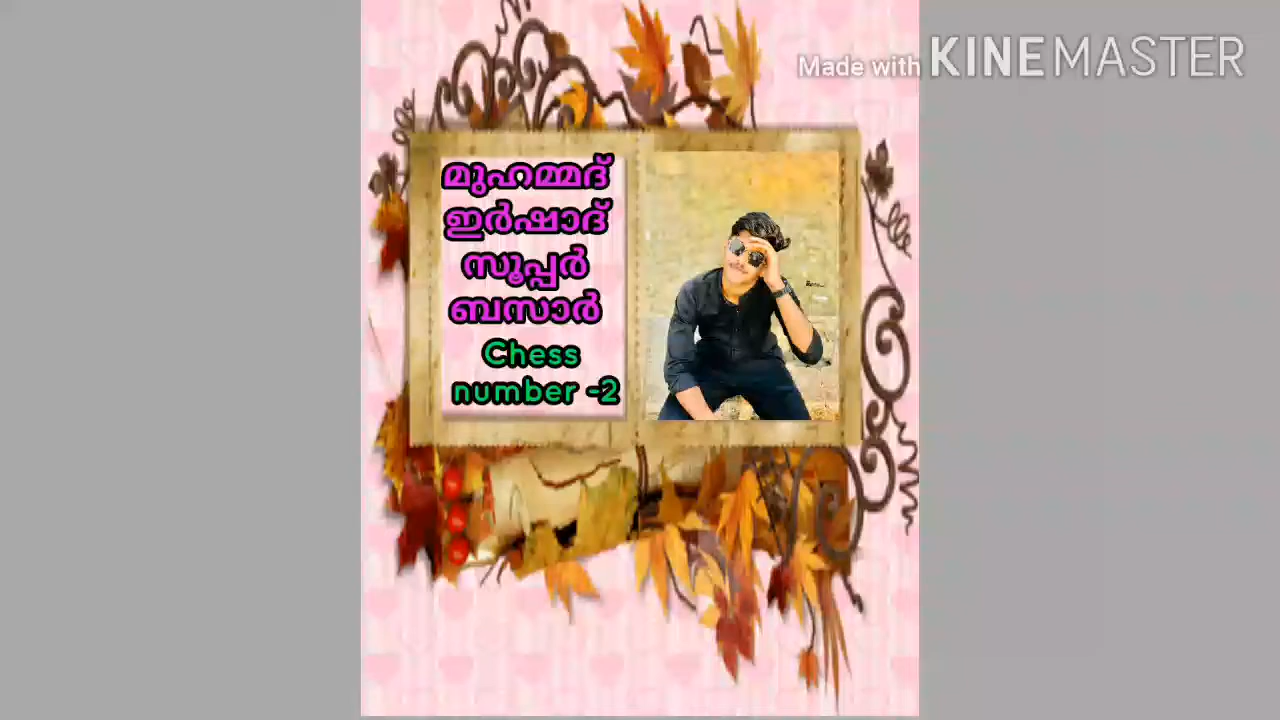 Made with KINEMASTER
മുഹമ്മദ്
ഇർഷാദ്
സൂപ്പർ
ബസാർ
Chess
number -2